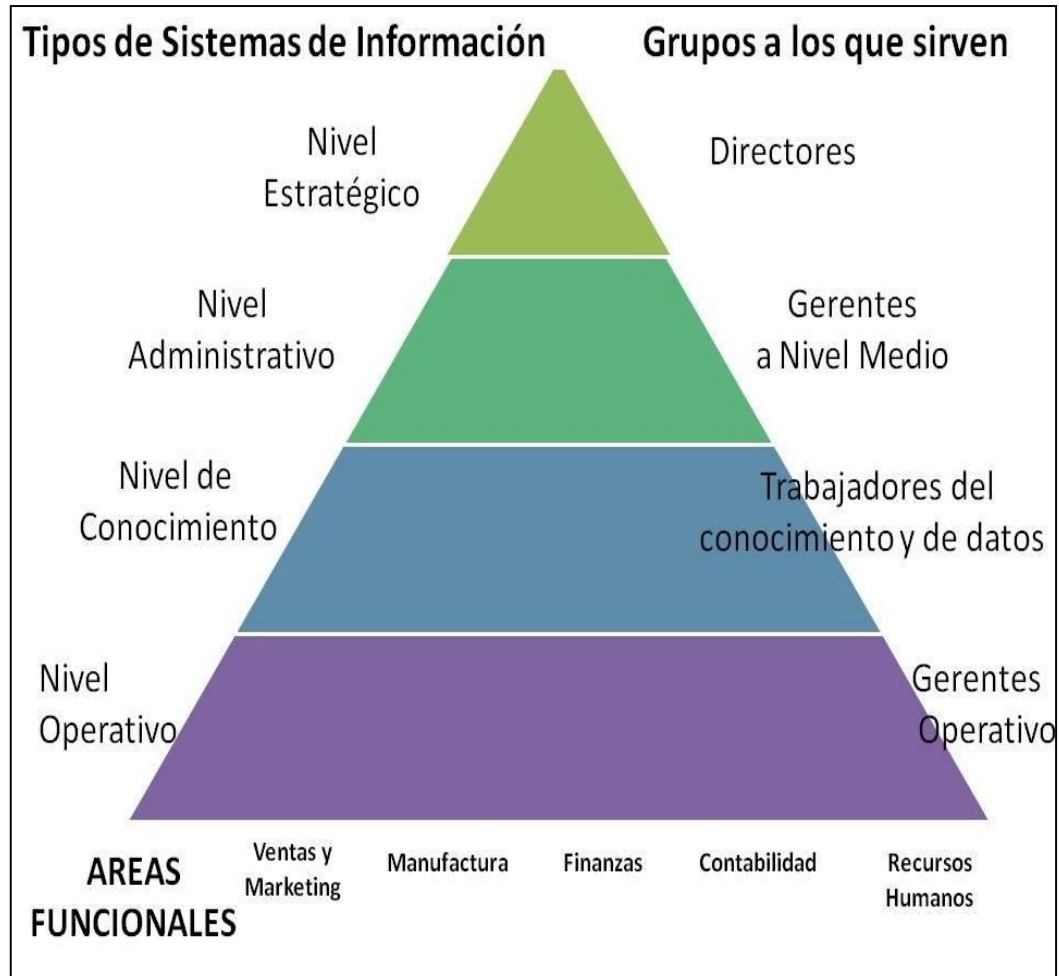 Tipos de Sistemas de Información
Grupos a los que sirven
Nivel
Estratégico
Directores
Nivel
Administrativo
Gerentes
a Nivel Medio
Nivel de
Conocimiento
Trabajadores del
conocimiento y de datos
Nivel
Operativo
Gerentes
Operativo
AREAS
FUNCIONALES
Ventas y
Marketing
Manufactura
Finanzas
Contabilidad
Recursos
Humanos